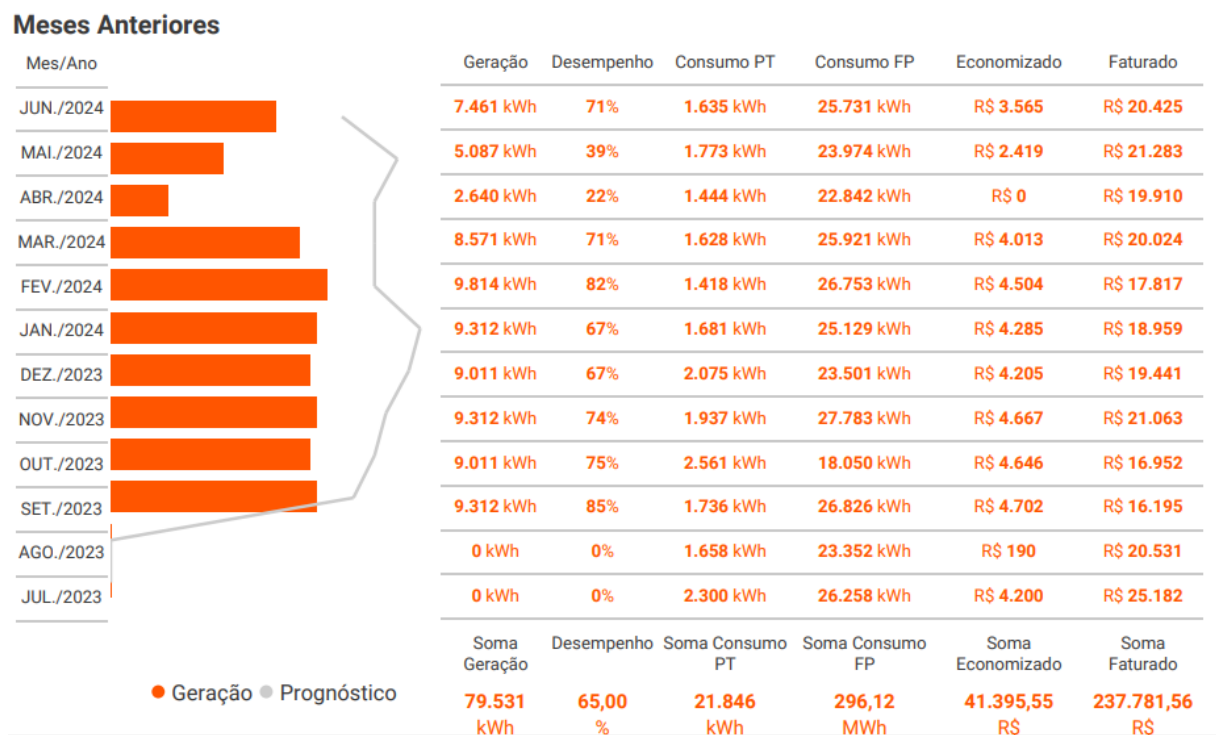 Meses Anteriores
Mes/Ano Geração Desempenho Consumo PT Consumo FP Economizado Faturado
JUN./2024 7.461 kWh 71% 1.635 kWh 25.731 kWh R$ 3.565 R$ 20.425
MAI./2024 5.087 kWh 39% 1.773 kWh 23.974 kWh R$ 2.419 R$ 21.283
ABR./2024 2.640 kWh 22% 1.444 kWh 22.842 kWh R$ 0 R$ 19.910
MAR./2024 8.571 kWh 71% 1.628 kWh 25.921 kWh R$ 4.013 R$ 20.024
FEV./2024 9.814 kWh 82% 1.418 kWh 26.753 kWh R$ 4.504 R$ 17.817
JAN./2024 9.312 kWh 67% 1.681 kWh 25.129 kWh R$ 4.285 R$ 18.959
DEZ./2023 9.011 kWh 67% 2.075 kWh 23.501 kWh R$ 4.205 R$ 19.441
NOV./2023 9.312 kWh 74% 1.937 kWh 27.783 kWh R$ 4.667 R$ 21.063
OUT./2023 9.011 kWh 75% 2.561 kWh 18.050 kWh R$ 4.646 R$ 16.952
SET./2023 9.312 kWh 85% 1.736 kWh 26.826 kWh R$ 4.702 R$ 16.195
AGO./2023 0 kWh 0% 1.658 kWh 23.352 kWh R$ 190 R$ 20.531
JUL./2023 0 kWh 0% 2.300 kWh 26.258 kWh R$ 4.200 R$ 25.182
Soma Desempenho Soma Consumo Soma Consumo Soma Soma
Geração PT FP Economizado Faturado
Geração Prognóstico
79.531 65,00 21.846 296,12 41.395,55 237.781,56
kWh % kWh MWh R$ R$